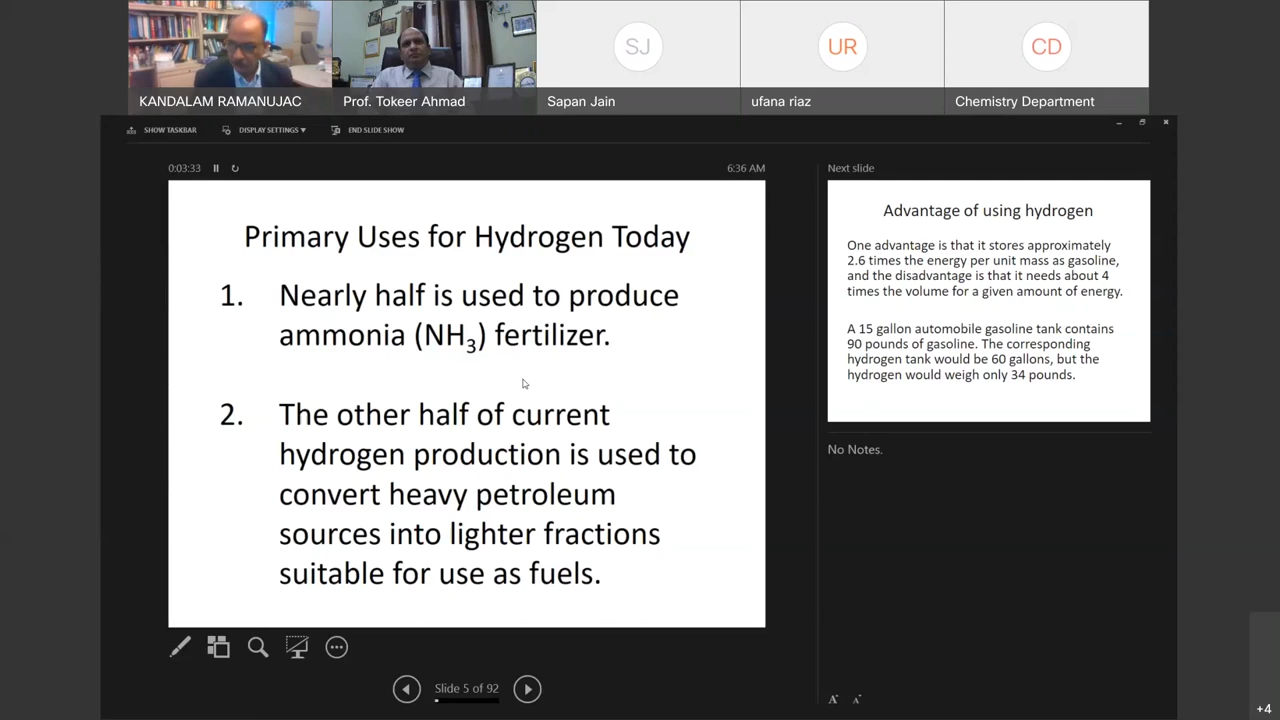 SJ
UR
CD
KANDALAM RAMANUJAC
Prof. Tokeer Ahmad
Sapan Jain
ufana riaz
Chemistry Department
SHOW TASKBAR
DISPLAY SETTINGS ▾
END SLIDE SHOW
0:03:33
6:36 AM
Primary Uses for Hydrogen Today
1. Nearly half is used to produce
ammonia (NH₃) fertilizer.
2. The other half of current
hydrogen production is used to
convert heavy petroleum
sources into lighter fractions
suitable for use as fuels.
Slide 5 of 92
Next slide
Advantage of using hydrogen
One advantage is that it stores approximately
2.6 times the energy per unit mass as gasoline,
and the disadvantage is that it needs about 4
times the volume for a given amount of energy.
A 15 gallon automobile gasoline tank contains
90 pounds of gasoline. The corresponding
hydrogen tank would be 60 gallons, but the
hydrogen would weigh only 34 pounds.
No Notes.
A A
+4